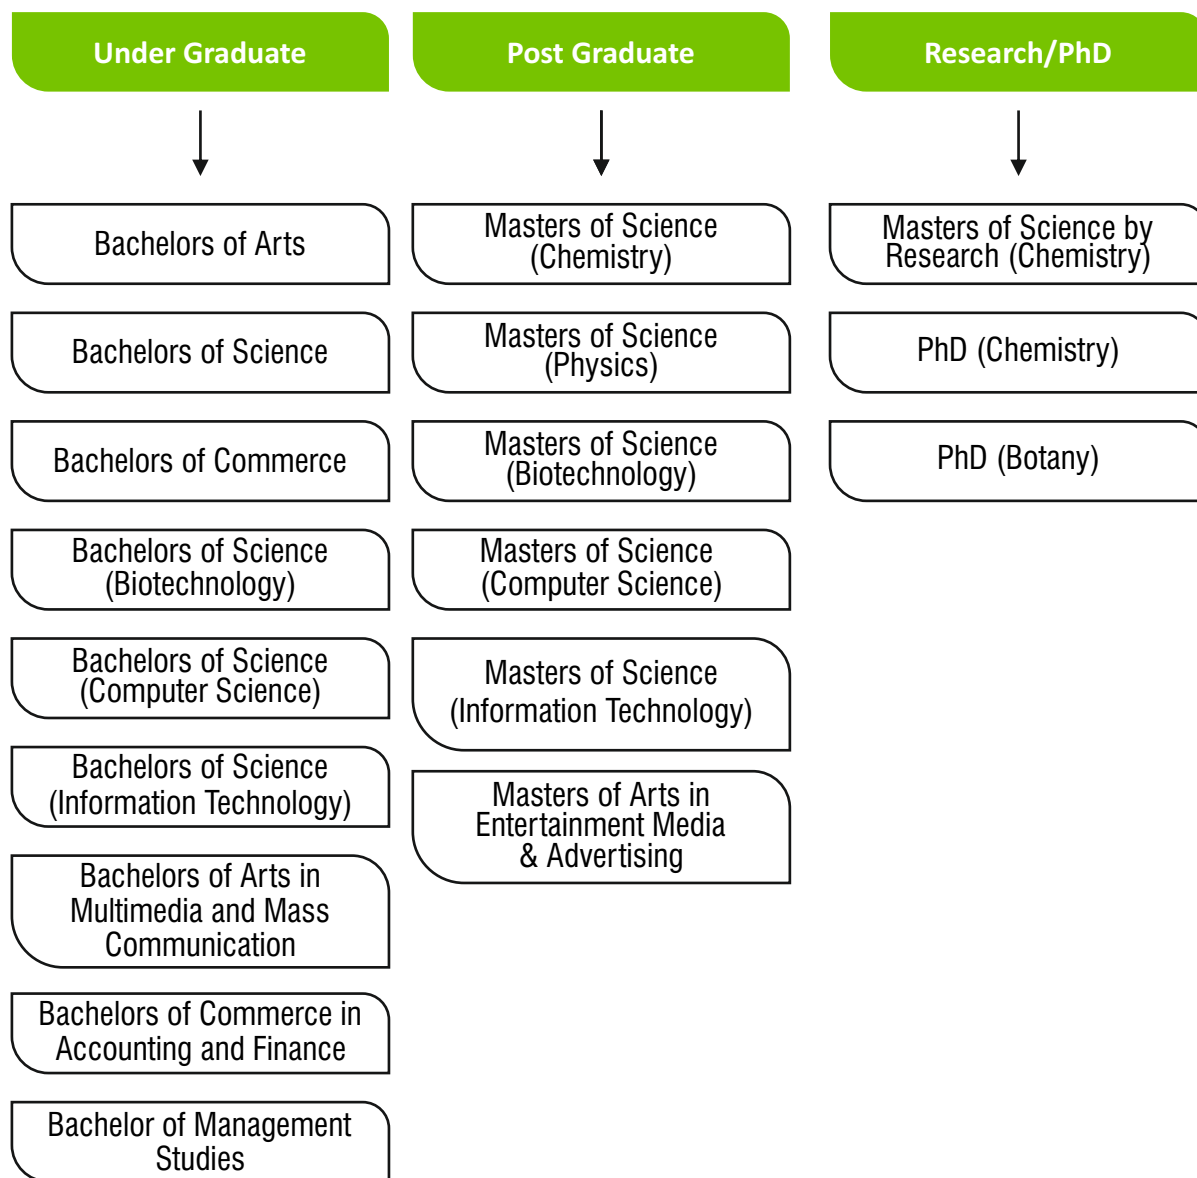 Under Graduate
Bachelors of Arts
Bachelors of Science
Bachelors of Commerce
Bachelors of Science
(Biotechnology)
Bachelors of Science
(Computer Science)
Bachelors of Science
(Information Technology)
Bachelors of Arts in
Multimedia and Mass
Communication
Bachelors of Commerce in
Accounting and Finance
Bachelor of Management
Studies
Post Graduate
Masters of Science
(Chemistry)
Masters of Science
(Physics)
Masters of Science
(Biotechnology)
Masters of Science
(Computer Science)
Masters of Science
(Information Technology)
Masters of Arts in
Entertainment Media
& Advertising
Research/PhD
Masters of Science by
Research (Chemistry)
PhD (Chemistry)
PhD (Botany)